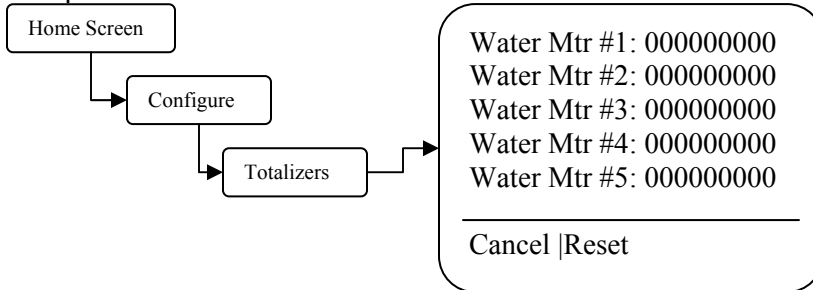 Home Screen
Configure
Totalizers
Water Mtr #1: 000000000
Water Mtr #2: 000000000
Water Mtr #3: 000000000
Water Mtr #4: 000000000
Water Mtr #5: 000000000
Cancel |Reset